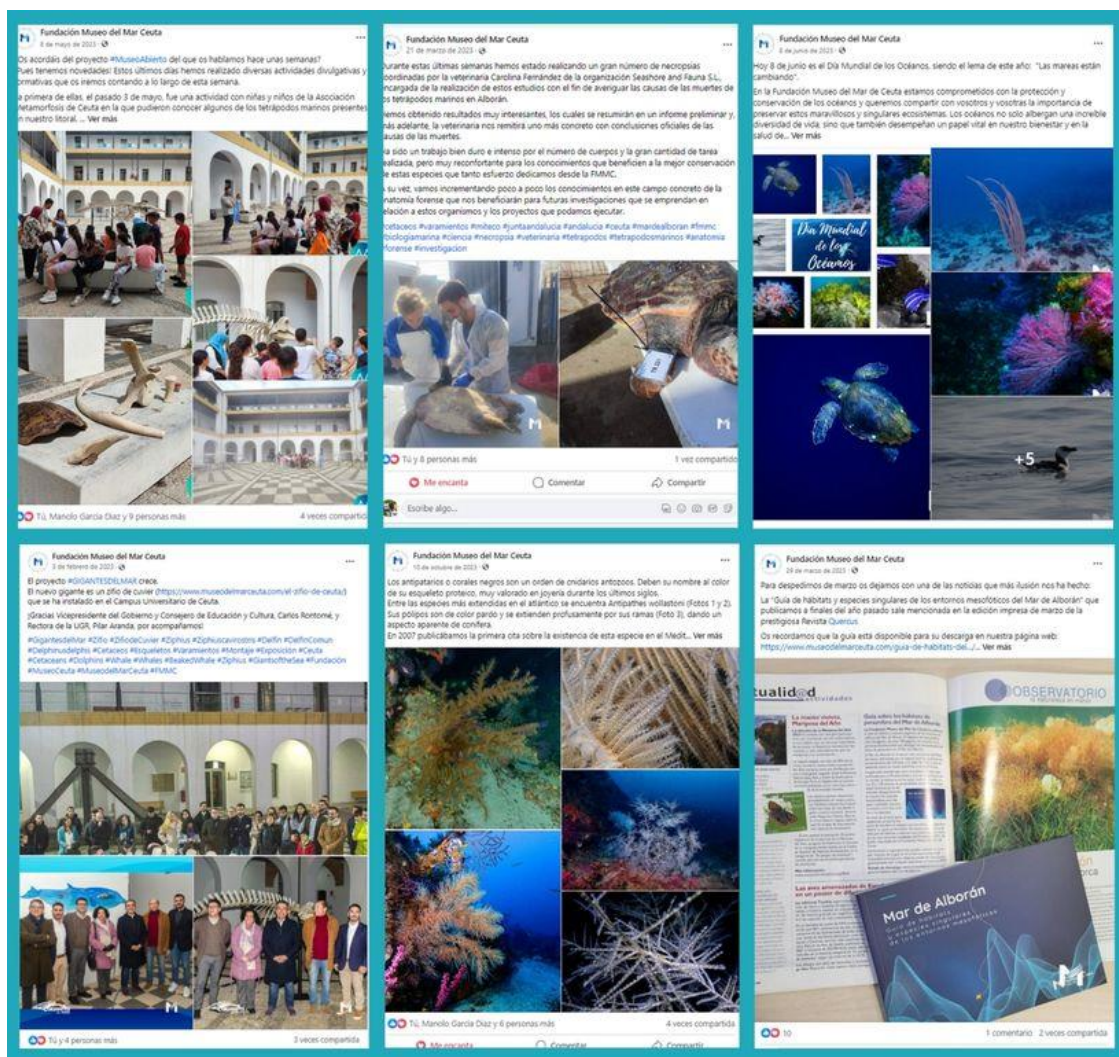 Fundación Museo del Mar Ceuta
8 de mayo de 2023
Os acordáis del proyecto #MuseoAbierto del que os hablamos hace unas semanas?
Pues tenemos novedades! Estos últimos días hemos realizado diversas actividades divulgativas y
formativas que os iremos contando a lo largo de esta semana.
a primera de ellas, el pasado 3 de mayo, fue una actividad con niñas y niños de la Asociación
Metamorfosis de Ceuta en la que pudieron conocer algunos de los tetrápodos marinos presentes
en nuestro litoral. ... Ver más
Tú, Manolo Garcia Diaz y 9 personas más
4 veces compartido
Fundación Museo del Mar Ceuta
21 de marzo de 2023
Durante estas últimas semanas hemos estado realizando un gran número de necropsias
coordinadas por la veterinaria Carolina Fernández de la organización Seashore and Fauna S.L.,
encargada de la realización de estos estudios con el fin de averiguar las causas de las muertes de
los tetrápodos marinos en Alborán.
Hemos obtenido resultados muy interesantes, los cuales se resumirán en un informe preliminar y,
más adelante, la veterinaria nos remitirá uno más concreto con conclusiones oficiales de las
causas de las muertes.
Ha sido un trabajo bien duro e intenso por el número de cuerpos y la gran cantidad de tarea
realizada, pero muy reconfortante para los conocimientos que beneficien a la mejor conservación
de estas especies que tanto esfuerzo dedicamos desde la FMMC.
A su vez, vamos incrementando poco a poco los conocimientos en este campo concreto de la
anatomía forense que nos beneficiarán para futuras investigaciones que se emprendan en
relación a estos organismos y los proyectos que podamos ejecutar.
#cetaceos #varamientos #miteco #juntaandalucia #andalucia #ceuta #mardealboran #fmmc
#biologiamarina #ciencia #necropsia #veterinaria #tetrapodos #tetrapodosmarinos #anatomia
#forense #investigacion
Tú y 8 personas más
1 vez compartido
Me encanta
Comentar
Compartir
Escribe algo...
Fundación Museo del Mar Ceuta
8 de junio de 2023
Hoy 8 de junio es el Día Mundial de los Océanos, siendo el lema de este año: "Las mareas están
cambiando".
En la Fundación Museo del Mar de Ceuta estamos comprometidos con la protección y
conservación de los océanos y queremos compartir con vosotros y vosotras la importancia de
preservar estos maravillosos y singulares ecosistemas. Los océanos no solo albergan una increíble
diversidad de vida, sino que también desempeñan un papel vital en nuestro bienestar y en la
salud de... Ver más
Dia Mundial
de los
Océanos
+5
Fundación Museo del Mar Ceuta
3 de febrero de 2023
El proyecto #GIGANTESDELMAR crece.
El nuevo gigante es un zifio de cuvier (https://www.museodelmarceuta.com/el-zifio-de-ceuta/)
que se ha instalado en el Campus Universitario de Ceuta.
¡Gracias Vicepresidente del Gobierno y Consejero de Educación y Cultura, Carlos Rontomé, y
Rectora de la UGR, Pilar Aranda, por acompañarnos!
#GigantesdelMar #Zifio #ZifiodeCuvier #Ziphius #Ziphiuscavirostris #Delfin #DelfinComun
#Delphinusdelphis #Cetaceos #Esqueletos #Varamientos #Montaje #Exposición #Ceuta
#Cetaceans #Dolphins #Whale #Whales #BeakedWhale #Ziphius #GiantsoftheSea #Fundación
#MuseoCeuta #MuseodelMarCeuta #FMMC
Tú y 4 personas más
3 veces compartida
Fundación Museo del Mar Ceuta
10 de octubre de 2023
Los antipatarios o corales negros son un orden de cnidarios antozoos. Deben su nombre al color
de su esqueleto proteico, muy valorado en joyería durante los últimos siglos.
Entre las especies más extendidas en el atlántico se encuentra Antipathes wollastoni (Fotos 1 y 2).
Sus pólipos son de color pardo y se extienden profusamente por sus ramas (Foto 3), dando un
aspecto aparente de conífera.
En 2007 publicábamos la primera cita sobre la existencia de esta especie en el Medit... Ver más
Tú, Manolo Garcia Diaz y 6 personas más
4 veces compartida
Me encanta
Comentar
Compartir
Fundación Museo del Mar Ceuta
29 de marzo de 2023
Para despedirnos de marzo os dejamos con una de las noticias que más ilusión nos ha hecho:
La "Guía de hábitats y especies singulares de los entornos mesofóticos del Mar de Alborán" que
publicamos a finales del año pasado sale mencionada en la edición impresa de marzo de la
prestigiosa Revista Quercus
Os recordamos que la guía está disponible para su descarga en nuestra página web:
https://www.museodelmarceuta.com/guia-de-habitats-del.../... Ver más
tualid@d
actividades
OBSERVATORIO
Mar de Alborán
Guía de hábitats
y especies singulares
de los entornos mesofóticos
10
1 comentario
2 veces compartida